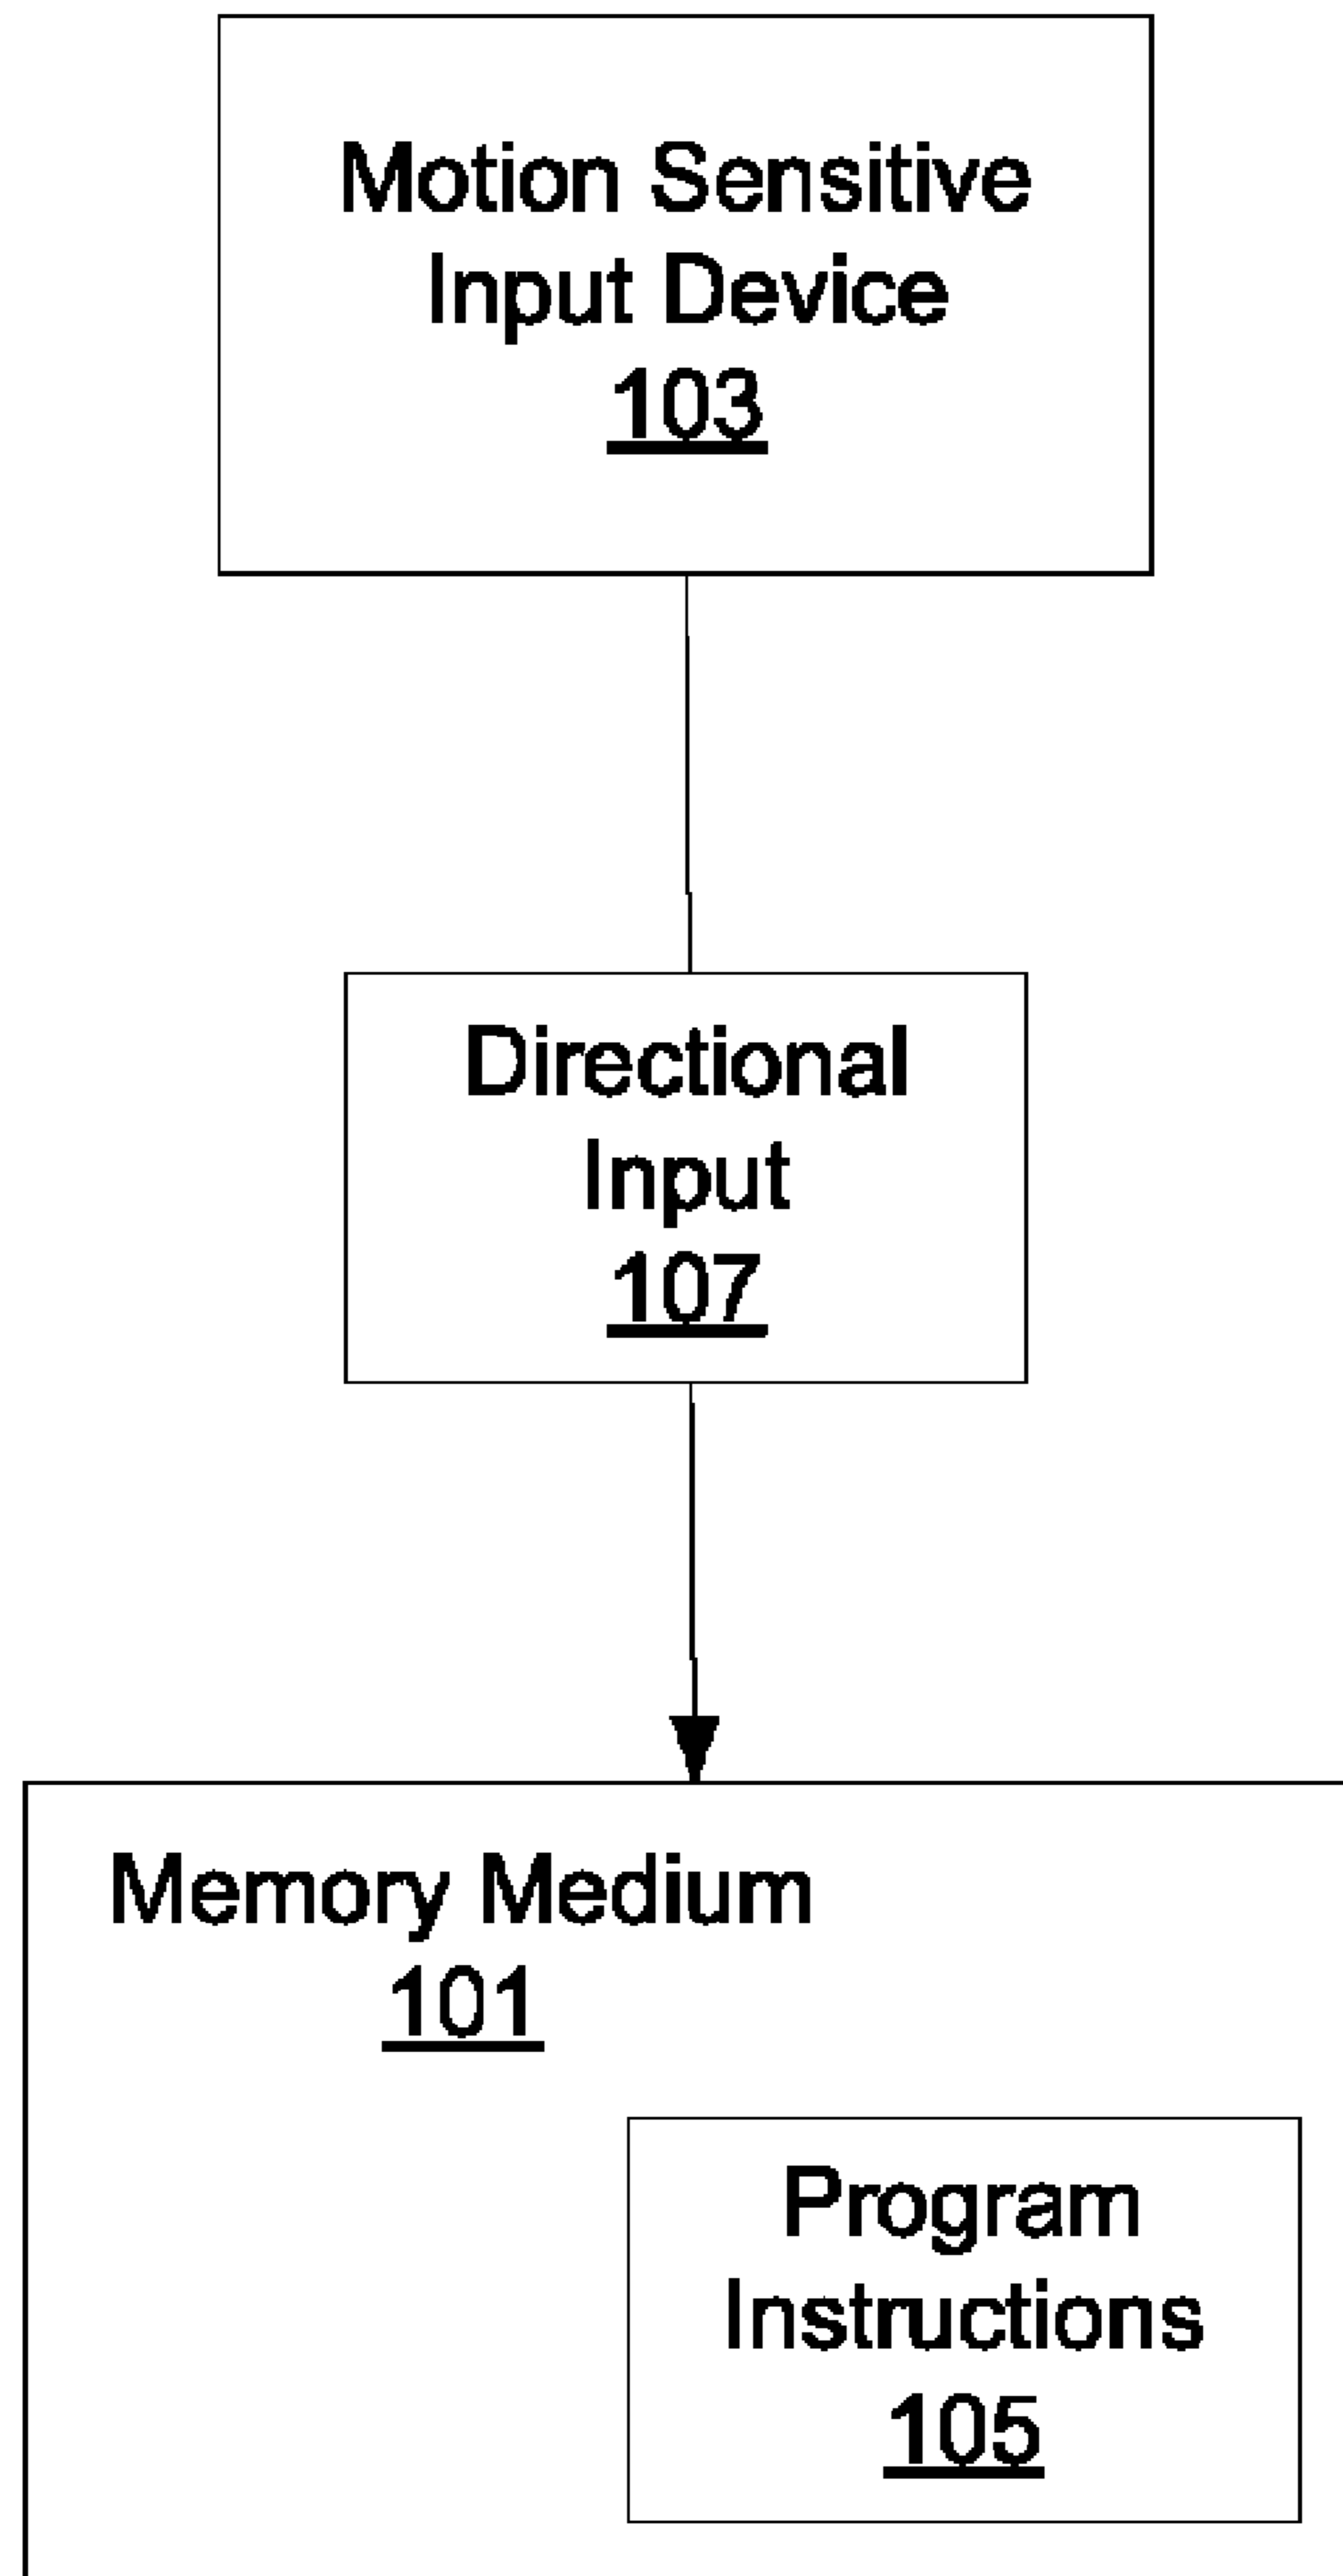 Motion Sensitive
Input Device
103
Directional
Input
107
Memory Medium
101
Program
Instructions
105